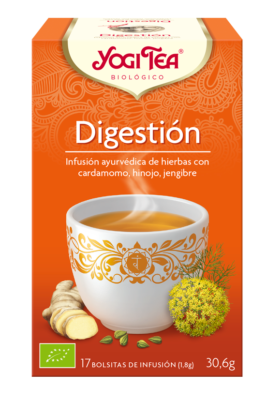 YOGI TEA
BIOLÓGICO
Digestión
Infusión ayurvédica de hierbas con
cardamomo, hinojo, jengibre
17 BOLSITAS DE INFUSIÓN (1,8g) 30,6g